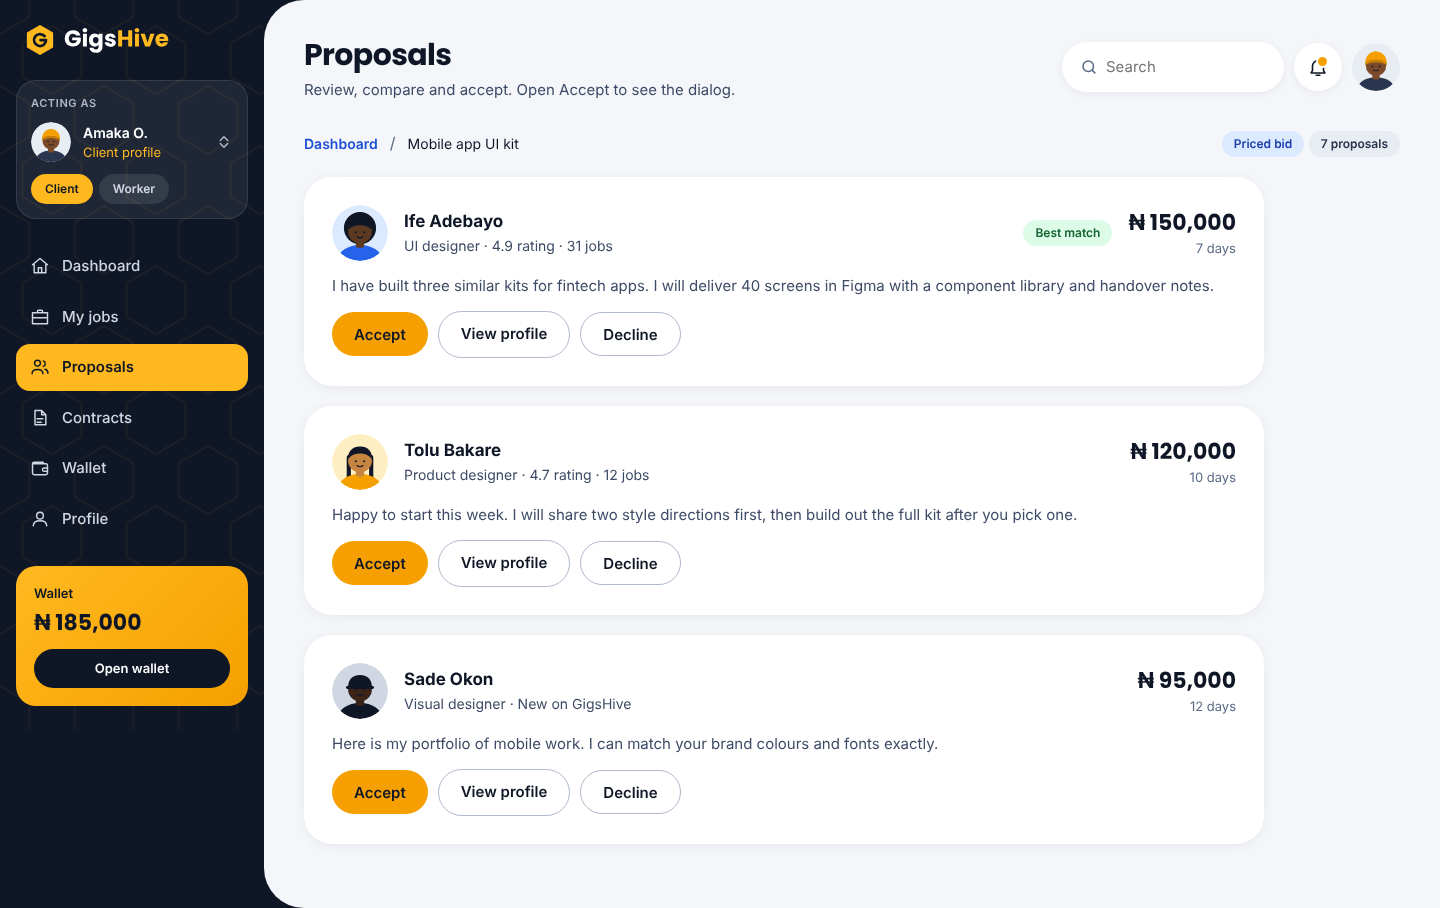 GigsHive
ACTING AS
Amaka O.
Client profile
Client
Worker
Dashboard
My jobs
Proposals
Contracts
Wallet
Profile
Wallet
₦185,000
Open wallet
Proposals
Review, compare and accept. Open Accept to see the dialog.
Search
Dashboard / Mobile app UI kit
Priced bid
7 proposals
Ife Adebayo
UI designer · 4.9 rating · 31 jobs
Best match
₦150,000
7 days
I have built three similar kits for fintech apps. I will deliver 40 screens in Figma with a component library and handover notes.
Accept
View profile
Decline
Tolu Bakare
Product designer · 4.7 rating · 12 jobs
₦120,000
10 days
Happy to start this week. I will share two style directions first, then build out the full kit after you pick one.
Accept
View profile
Decline
Sade Okon
Visual designer · New on GigsHive
₦95,000
12 days
Here is my portfolio of mobile work. I can match your brand colours and fonts exactly.
Accept
View profile
Decline